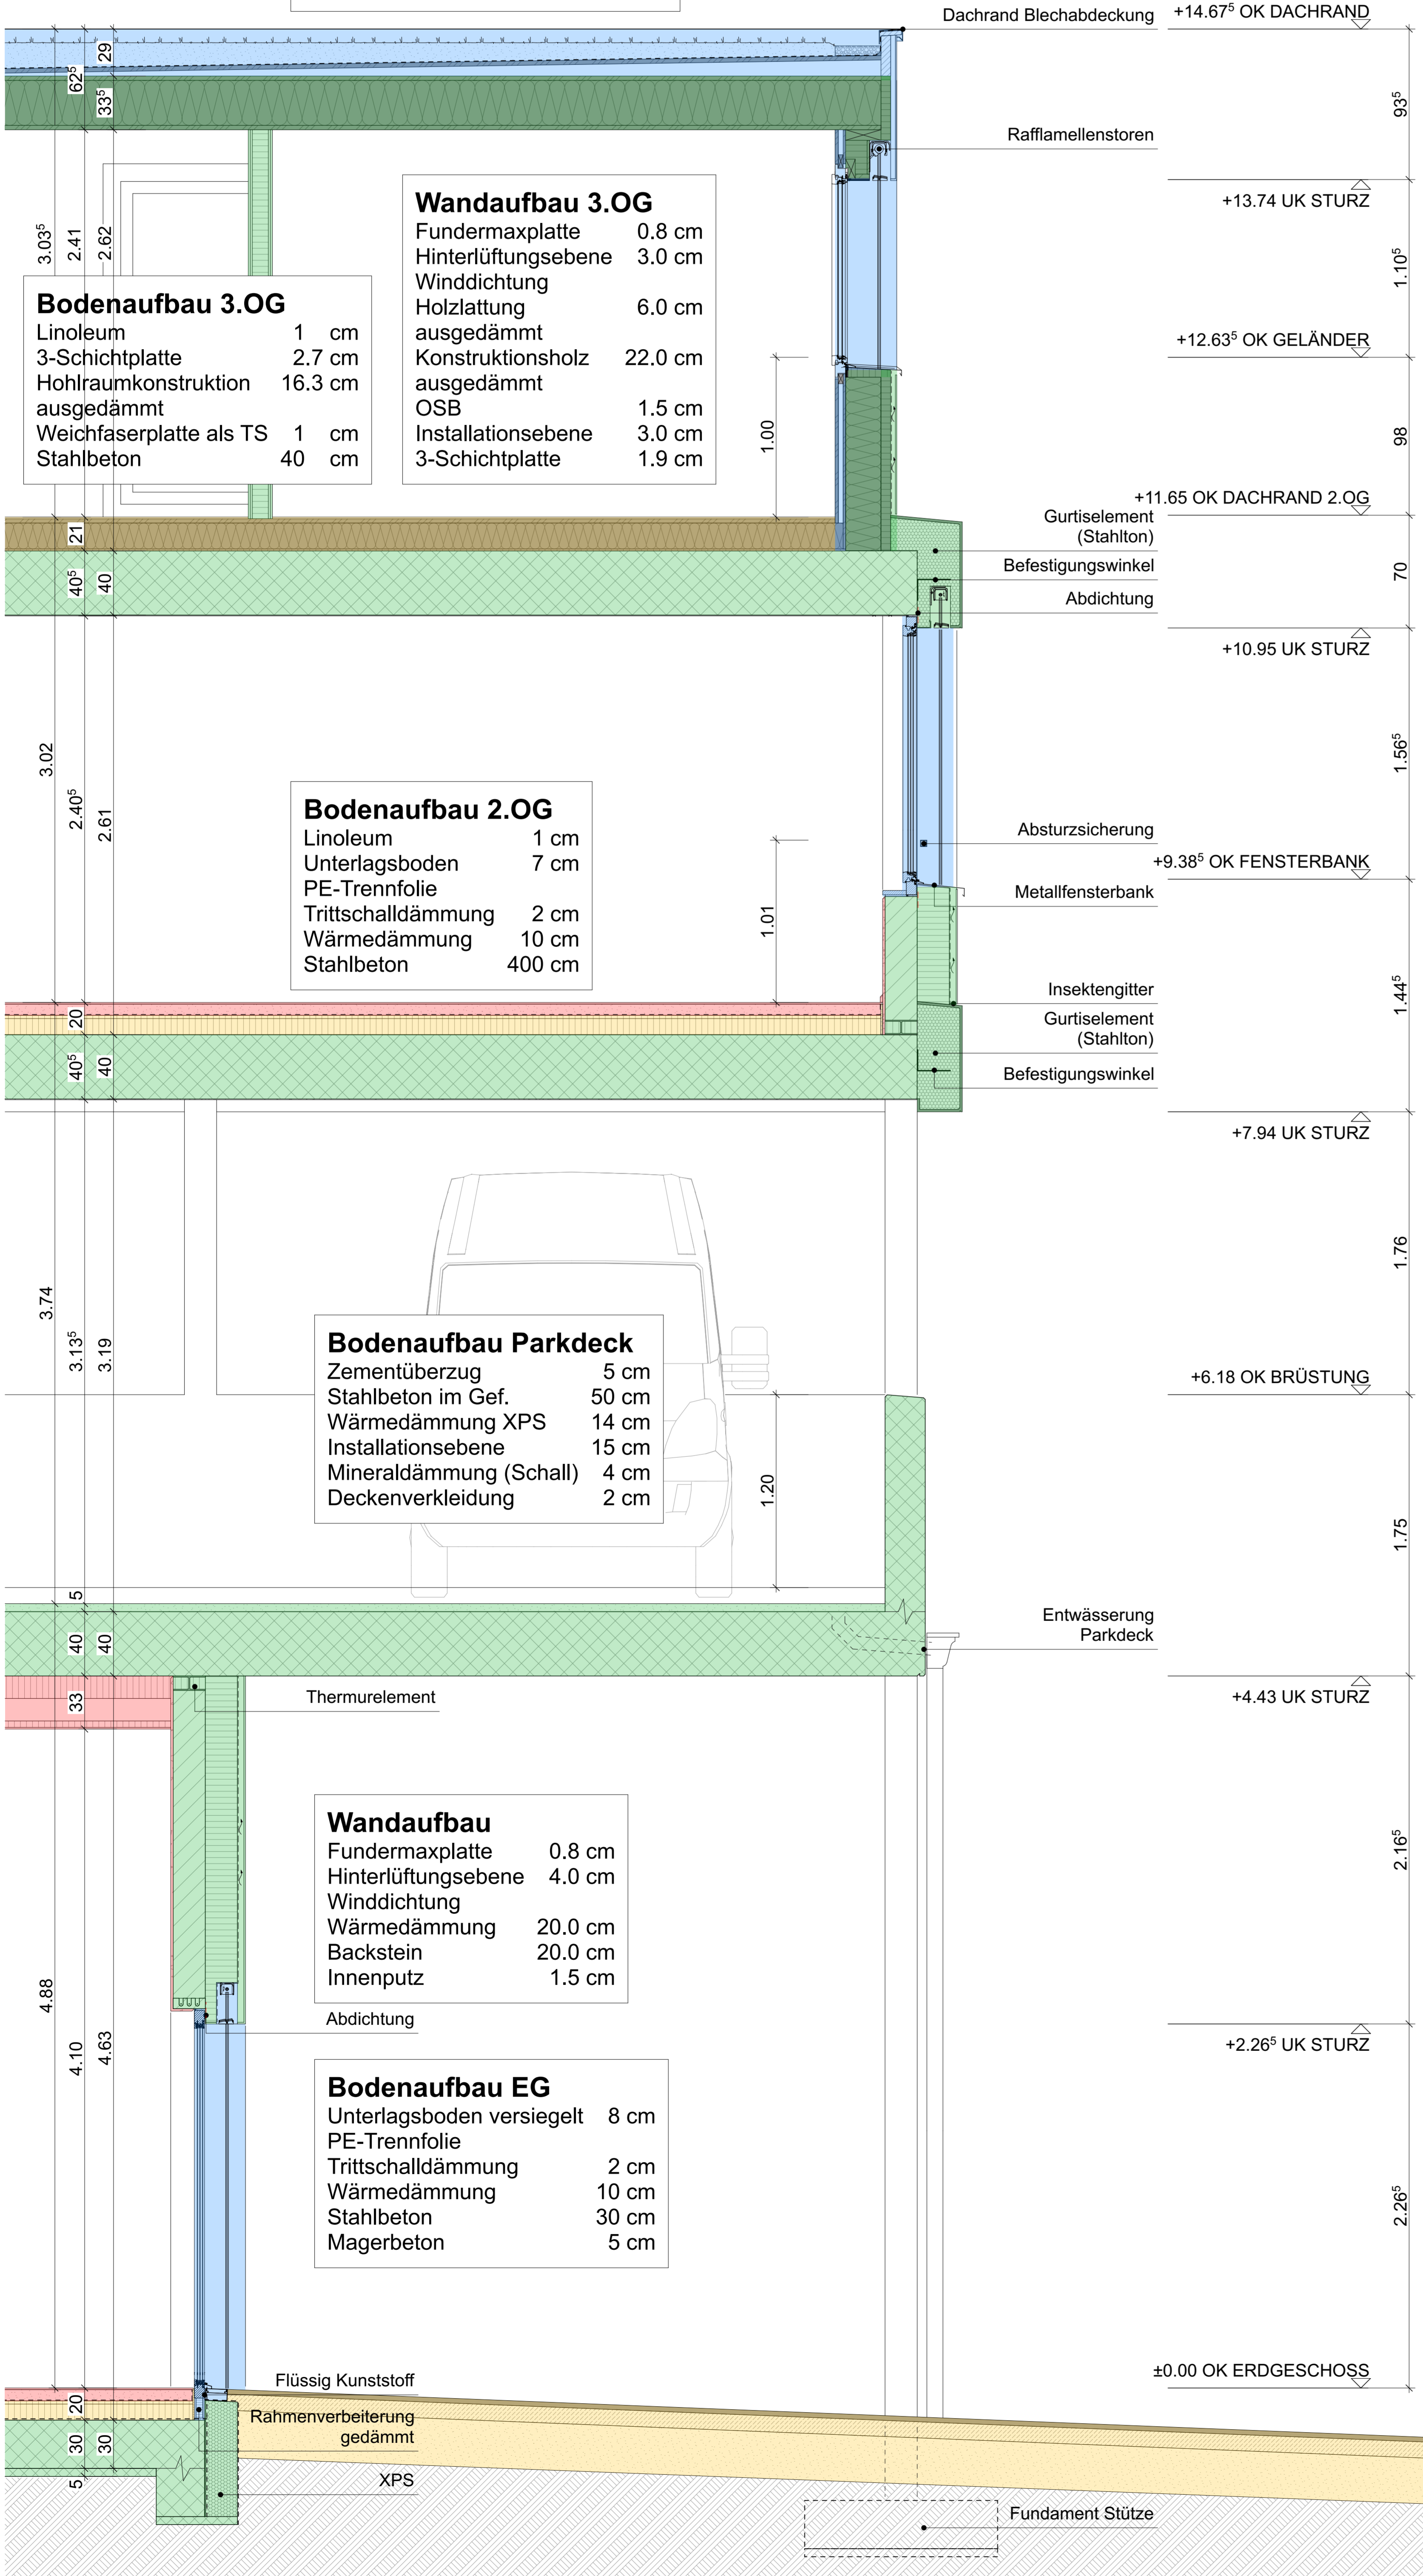 Dachrand Blechabdeckung
+14.67⁵ OK DACHRAND
29
62⁵
33⁵
93⁵
Rafflamellenstoren
+13.74 UK STURZ
3.03⁵
2.41
2.62
1.10⁵
Wandaufbau 3.OG
Fundermaxplatte 0.8 cm
Hinterlüftungsebene 3.0 cm
Winddichtung
Holzlattung 6.0 cm
ausgedämmt
Konstruktionsholz 22.0 cm
ausgedämmt
OSB 1.5 cm
Installationsebene 3.0 cm
3-Schichtplatte 1.9 cm
Bodenaufbau 3.OG
Linoleum 1 cm
3-Schichtplatte 2.7 cm
Hohlraumkonstruktion 16.3 cm
ausgedämmt
Weichfaserplatte als TS 1 cm
Stahlbeton 40 cm
+12.63⁵ OK GELÄNDER
1.00
98
+11.65 OK DACHRAND 2.OG
Gurtiselement
(Stahlton)
Befestigungswinkel
Abdichtung
21
40⁵
40
70
+10.95 UK STURZ
3.02
2.40⁵
2.61
1.56⁵
Bodenaufbau 2.OG
Linoleum 1 cm
Unterlagsboden 7 cm
PE-Trennfolie
Trittschalldämmung 2 cm
Wärmedämmung 10 cm
Stahlbeton 400 cm
Absturzsicherung
+9.38⁵ OK FENSTERBANK
Metallfensterbank
1.01
1.44⁵
Insektengitter
Gurtiselement
(Stahlton)
Befestigungswinkel
20
40⁵
40
+7.94 UK STURZ
3.74
3.13⁵
3.19
1.76
Bodenaufbau Parkdeck
Zementüberzug 5 cm
Stahlbeton im Gef. 50 cm
Wärmedämmung XPS 14 cm
Installationsebene 15 cm
Mineraldämmung (Schall) 4 cm
Deckenverkleidung 2 cm
+6.18 OK BRÜSTUNG
1.20
1.75
5
40
40
Entwässerung
Parkdeck
33
Thermurelement
+4.43 UK STURZ
Wandaufbau
Fundermaxplatte 0.8 cm
Hinterlüftungsebene 4.0 cm
Winddichtung
Wärmedämmung 20.0 cm
Backstein 20.0 cm
Innenputz 1.5 cm
2.16⁵
4.88
4.10
4.63
Abdichtung
+2.26⁵ UK STURZ
Bodenaufbau EG
Unterlagsboden versiegelt 8 cm
PE-Trennfolie
Trittschalldämmung 2 cm
Wärmedämmung 10 cm
Stahlbeton 30 cm
Magerbeton 5 cm
2.26⁵
±0.00 OK ERDGESCHOSS
Flüssig Kunststoff
20
30
30
5
Rahmenverbeiterung
gedämmt
XPS
Fundament Stütze